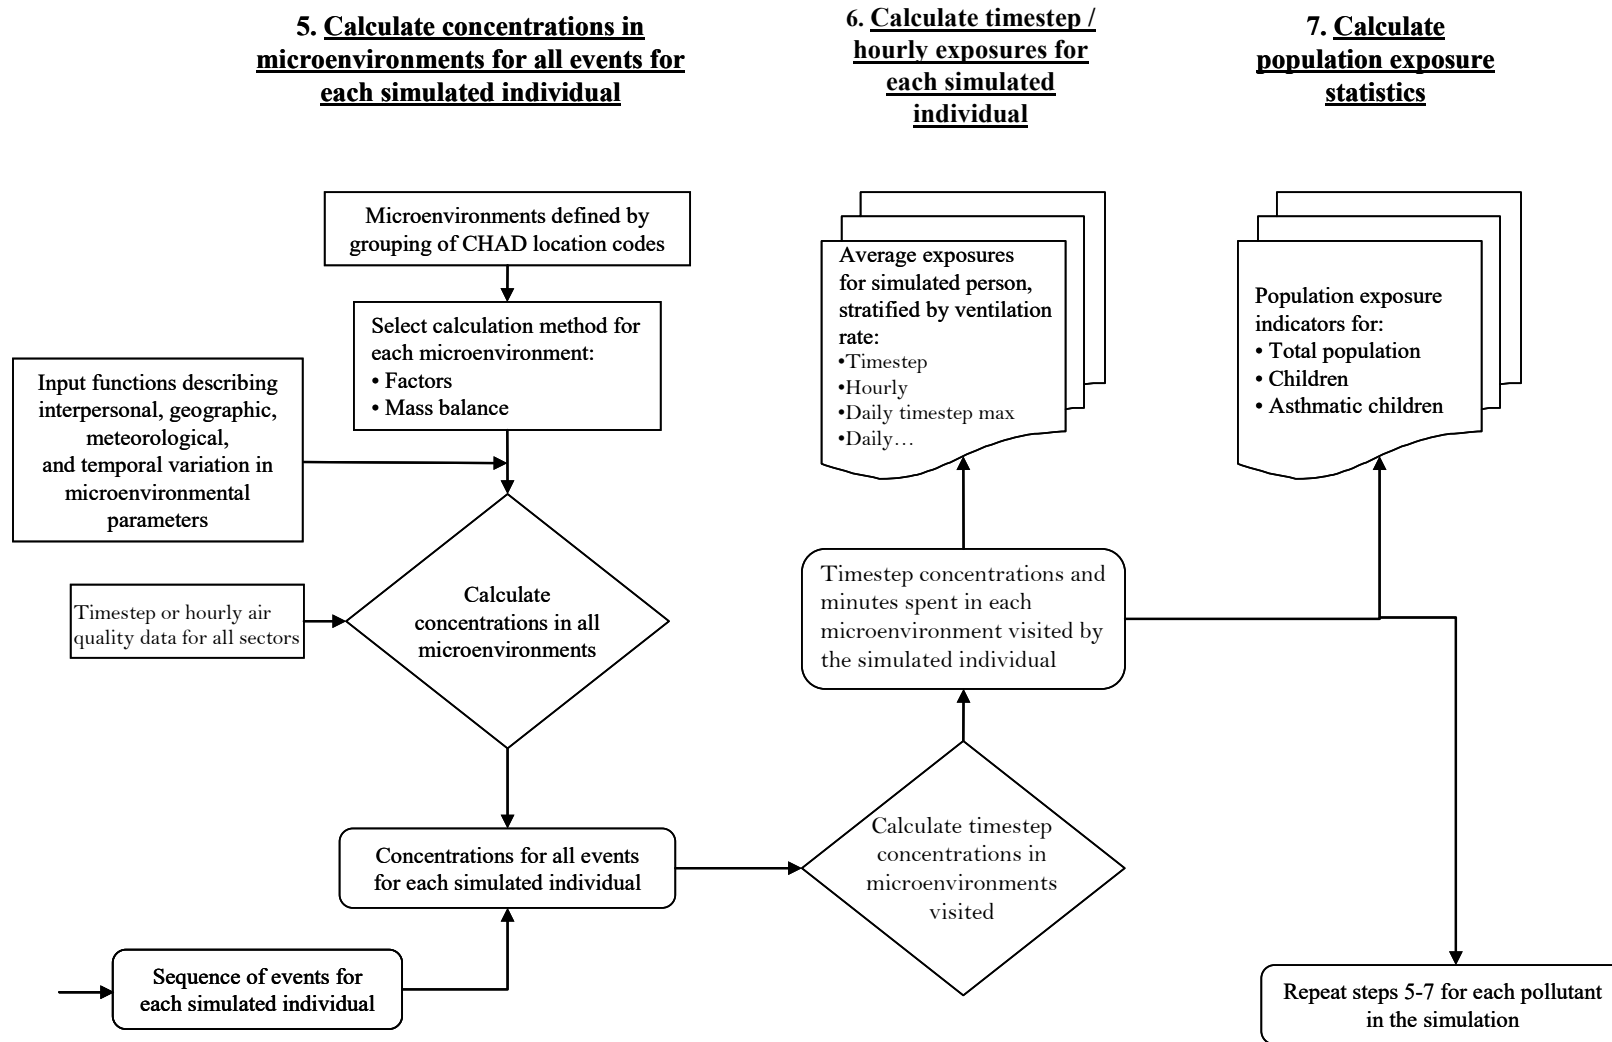 5. Calculate concentrations in
microenvironments for all events for
each simulated individual
6. Calculate timestep /
hourly exposures for
each simulated
individual
7. Calculate
population exposure
statistics
Microenvironments defined by
grouping of CHAD location codes
Select calculation method for
each microenvironment:
• Factors
• Mass balance
Input functions describing
interpersonal, geographic,
meteorological,
and temporal variation in
microenvironmental
parameters
Timestep or hourly air
quality data for all sectors
Calculate
concentrations in all
microenvironments
Concentrations for all events
for each simulated individual
Sequence of events for
each simulated individual
Average exposures
for simulated person,
stratified by ventilation
rate:
•Timestep
•Hourly
•Daily timestep max
•Daily…
Timestep concentrations and
minutes spent in each
microenvironment visited by
the simulated individual
Calculate timestep
concentrations in
microenvironments
visited
Population exposure
indicators for:
• Total population
• Children
• Asthmatic children
Repeat steps 5-7 for each pollutant
in the simulation